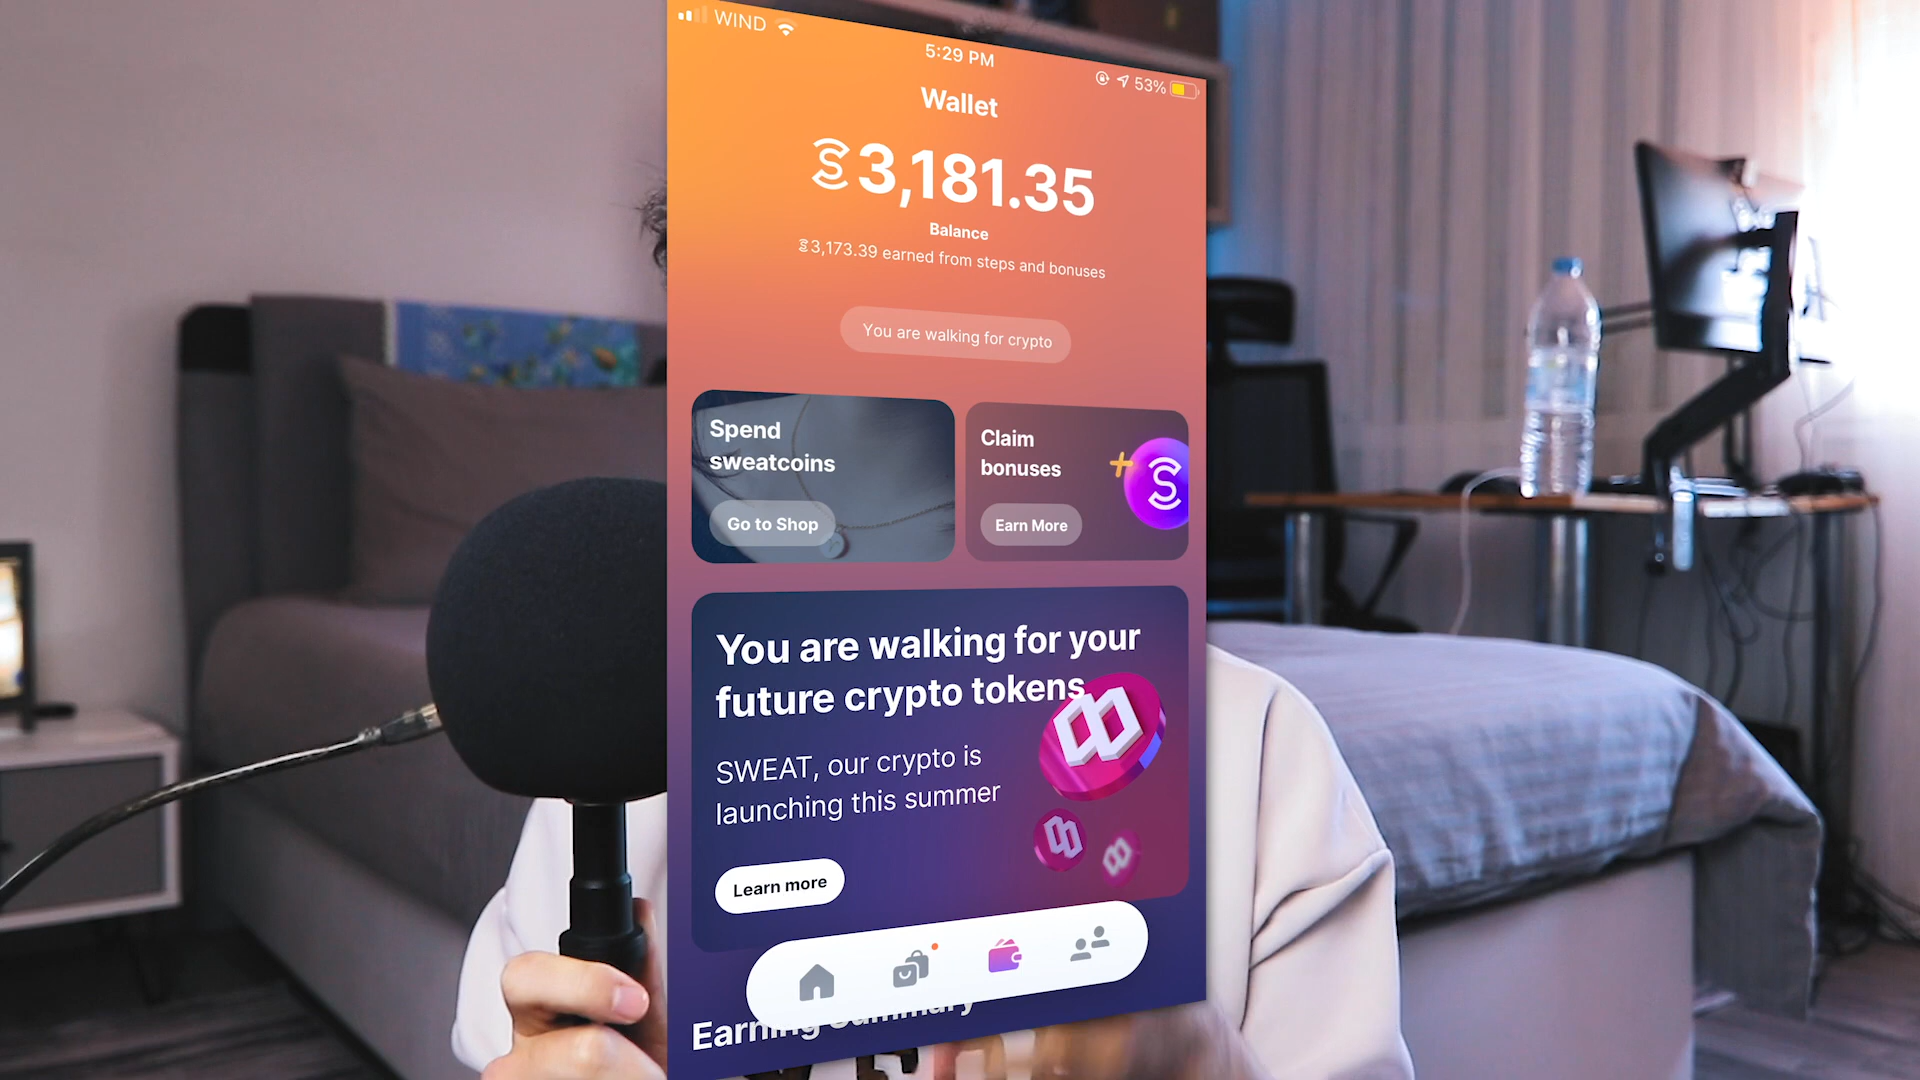 WIND
5:29 PM
53%
Wallet
3,181.35
Balance
3,173.39 earned from steps and bonuses
You are walking for crypto
Spend
sweatcoins
Go to Shop
Claim
bonuses
Earn More
You are walking for your
future crypto tokens
SWEAT, our crypto is
launching this summer
Learn more
Earning Summary